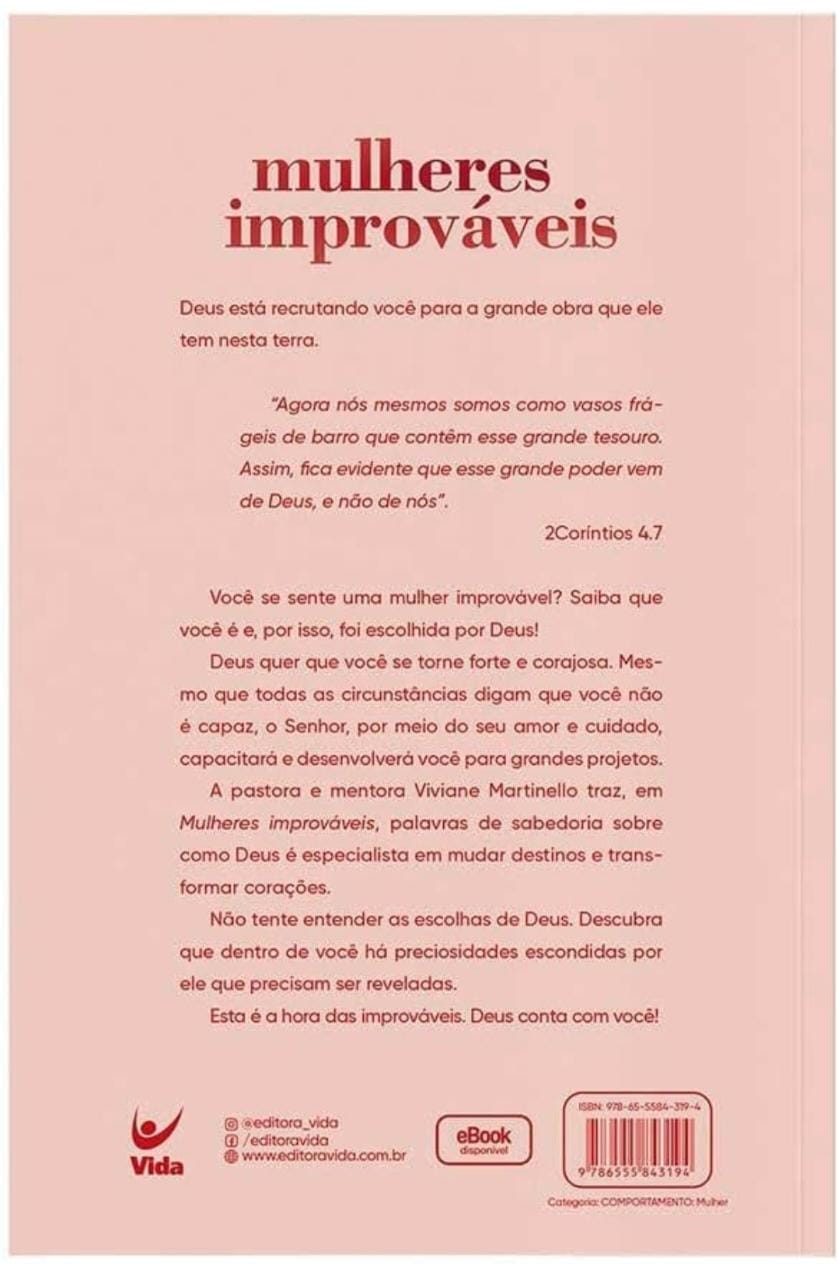 mulheres
improváveis
Deus está recrutando você para a grande obra que ele
tem nesta terra.
“Agora nós mesmos somos como vasos frá-
geis de barro que contêm esse grande tesouro.
Assim, fica evidente que esse grande poder vem
de Deus, e não de nós”.
2Coríntios 4.7
Você se sente uma mulher improvável? Saiba que
você é e, por isso, foi escolhida por Deus!
Deus quer que você se torne forte e corajosa. Mes-
mo que todas as circunstâncias digam que você não
é capaz, o Senhor, por meio do seu amor e cuidado,
capacitará e desenvolverá você para grandes projetos.
A pastora e mentora Viviane Martinello traz, em
Mulheres improváveis, palavras de sabedoria sobre
como Deus é especialista em mudar destinos e trans-
formar corações.
Não tente entender as escolhas de Deus. Descubra
que dentro de você há preciosidades escondidas por
ele que precisam ser reveladas.
Esta é a hora das improváveis. Deus conta com você!
Vida
@editora_vida
/editoravida
www.editoravida.com.br
eBook
disponível
ISBN: 978-65-5584-319-4
9 786555 843194
Categoria: COMPORTAMENTO: Mulher